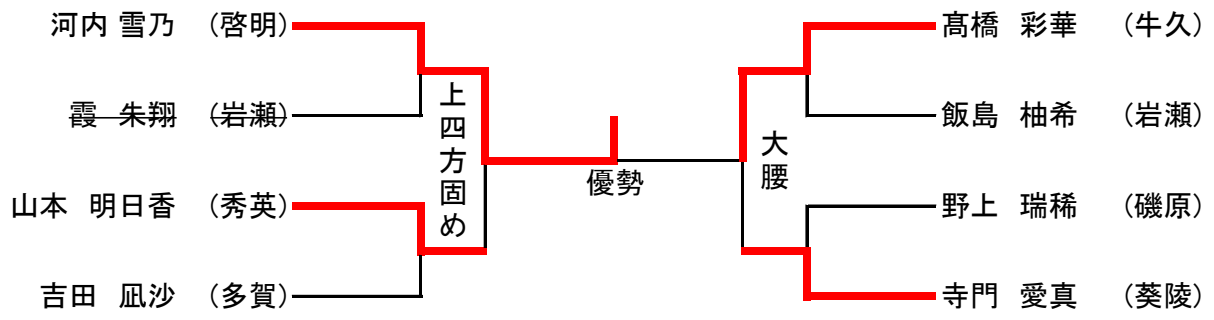 河内 雪乃 （啓明）
霞 朱翔 （岩瀬）
山本 明日香 （秀英）
吉田 凪沙 （多賀）
上四方固め
優勢
大腰
髙橋 彩華 （牛久）
飯島 柚希 （岩瀬）
野上 瑞稀 （磯原）
寺門 愛真 （葵陵）